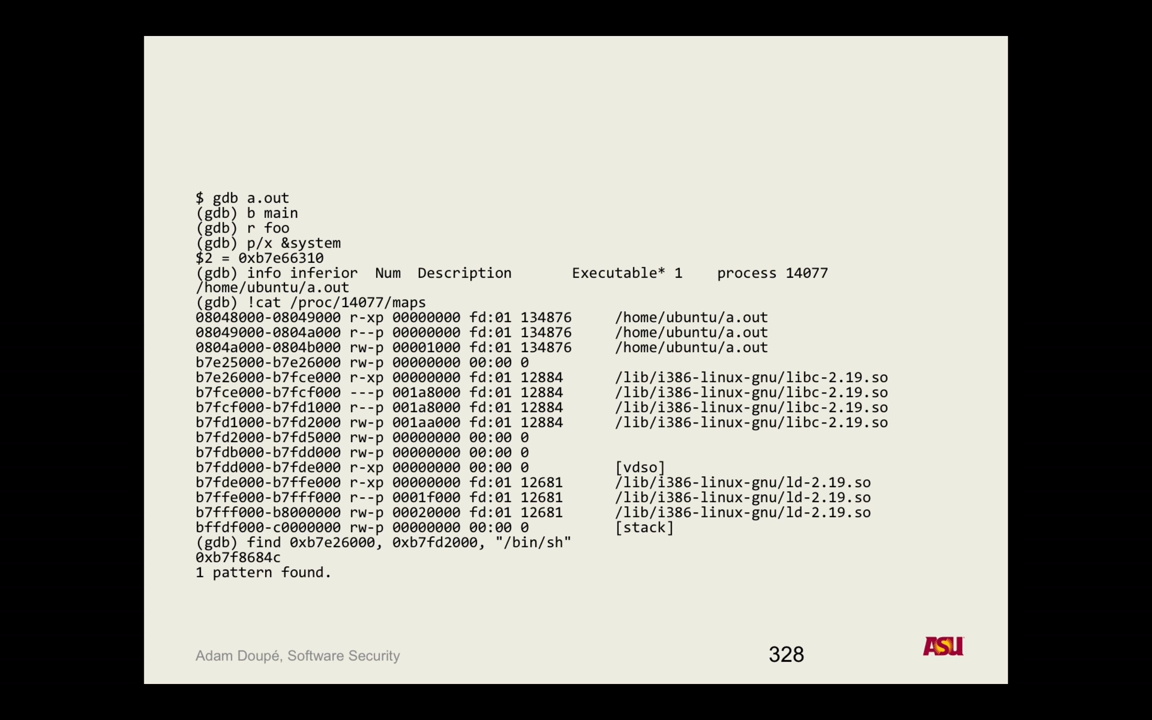 $ gdb a.out
(gdb) b main
(gdb) r foo
(gdb) p/x &system
$2 = 0xb7e66310
(gdb) info inferior  Num  Description       Executable* 1    process 14077
/home/ubuntu/a.out
(gdb) !cat /proc/14077/maps
08048000-08049000 r-xp 00000000 fd:01 134876     /home/ubuntu/a.out
08049000-0804a000 r--p 00000000 fd:01 134876     /home/ubuntu/a.out
0804a000-0804b000 rw-p 00001000 fd:01 134876     /home/ubuntu/a.out
b7e25000-b7e26000 rw-p 00000000 00:00 0
b7e26000-b7fce000 r-xp 00000000 fd:01 12884      /lib/i386-linux-gnu/libc-2.19.so
b7fce000-b7fcf000 ---p 001a8000 fd:01 12884      /lib/i386-linux-gnu/libc-2.19.so
b7fcf000-b7fd1000 r--p 001a8000 fd:01 12884      /lib/i386-linux-gnu/libc-2.19.so
b7fd1000-b7fd2000 rw-p 001aa000 fd:01 12884      /lib/i386-linux-gnu/libc-2.19.so
b7fd2000-b7fd5000 rw-p 00000000 00:00 0
b7fdb000-b7fdd000 rw-p 00000000 00:00 0
b7fdd000-b7fde000 r-xp 00000000 00:00 0          [vdso]
b7fde000-b7ffe000 r-xp 00000000 fd:01 12681      /lib/i386-linux-gnu/ld-2.19.so
b7ffe000-b7fff000 r--p 0001f000 fd:01 12681      /lib/i386-linux-gnu/ld-2.19.so
b7fff000-b8000000 rw-p 00020000 fd:01 12681      /lib/i386-linux-gnu/ld-2.19.so
bffdf000-c0000000 rw-p 00000000 00:00 0          [stack]
(gdb) find 0xb7e26000, 0xb7fd2000, "/bin/sh"
0xb7f8684c
1 pattern found.
Adam Doupé, Software Security
328
ASU